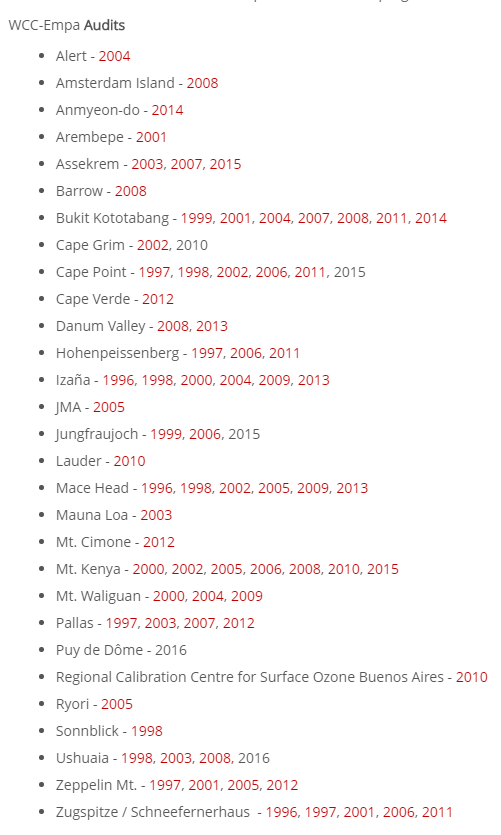 WCC-Empa Audits
Alert - 2004
Amsterdam Island - 2008
Anmyeon-do - 2014
Arembepe - 2001
Assekrem - 2003, 2007, 2015
Barrow - 2008
Bukit Kototabang - 1999, 2001, 2004, 2007, 2008, 2011, 2014
Cape Grim - 2002, 2010
Cape Point - 1997, 1998, 2002, 2006, 2011, 2015
Cape Verde - 2012
Danum Valley - 2008, 2013
Hohenpeissenberg - 1997, 2006, 2011
Izaña - 1996, 1998, 2000, 2004, 2009, 2013
JMA - 2005
Jungfraujoch - 1999, 2006, 2015
Lauder - 2010
Mace Head - 1996, 1998, 2002, 2005, 2009, 2013
Mauna Loa - 2003
Mt. Cimone - 2012
Mt. Kenya - 2000, 2002, 2005, 2006, 2008, 2010, 2015
Mt. Waliguan - 2000, 2004, 2009
Pallas - 1997, 2003, 2007, 2012
Puy de Dôme - 2016
Regional Calibration Centre for Surface Ozone Buenos Aires - 2010
Ryori - 2005
Sonnblick - 1998
Ushuaia - 1998, 2003, 2008, 2016
Zeppelin Mt. - 1997, 2001, 2005, 2012
Zugspitze / Schneefernerhaus - 1996, 1997, 2001, 2006, 2011